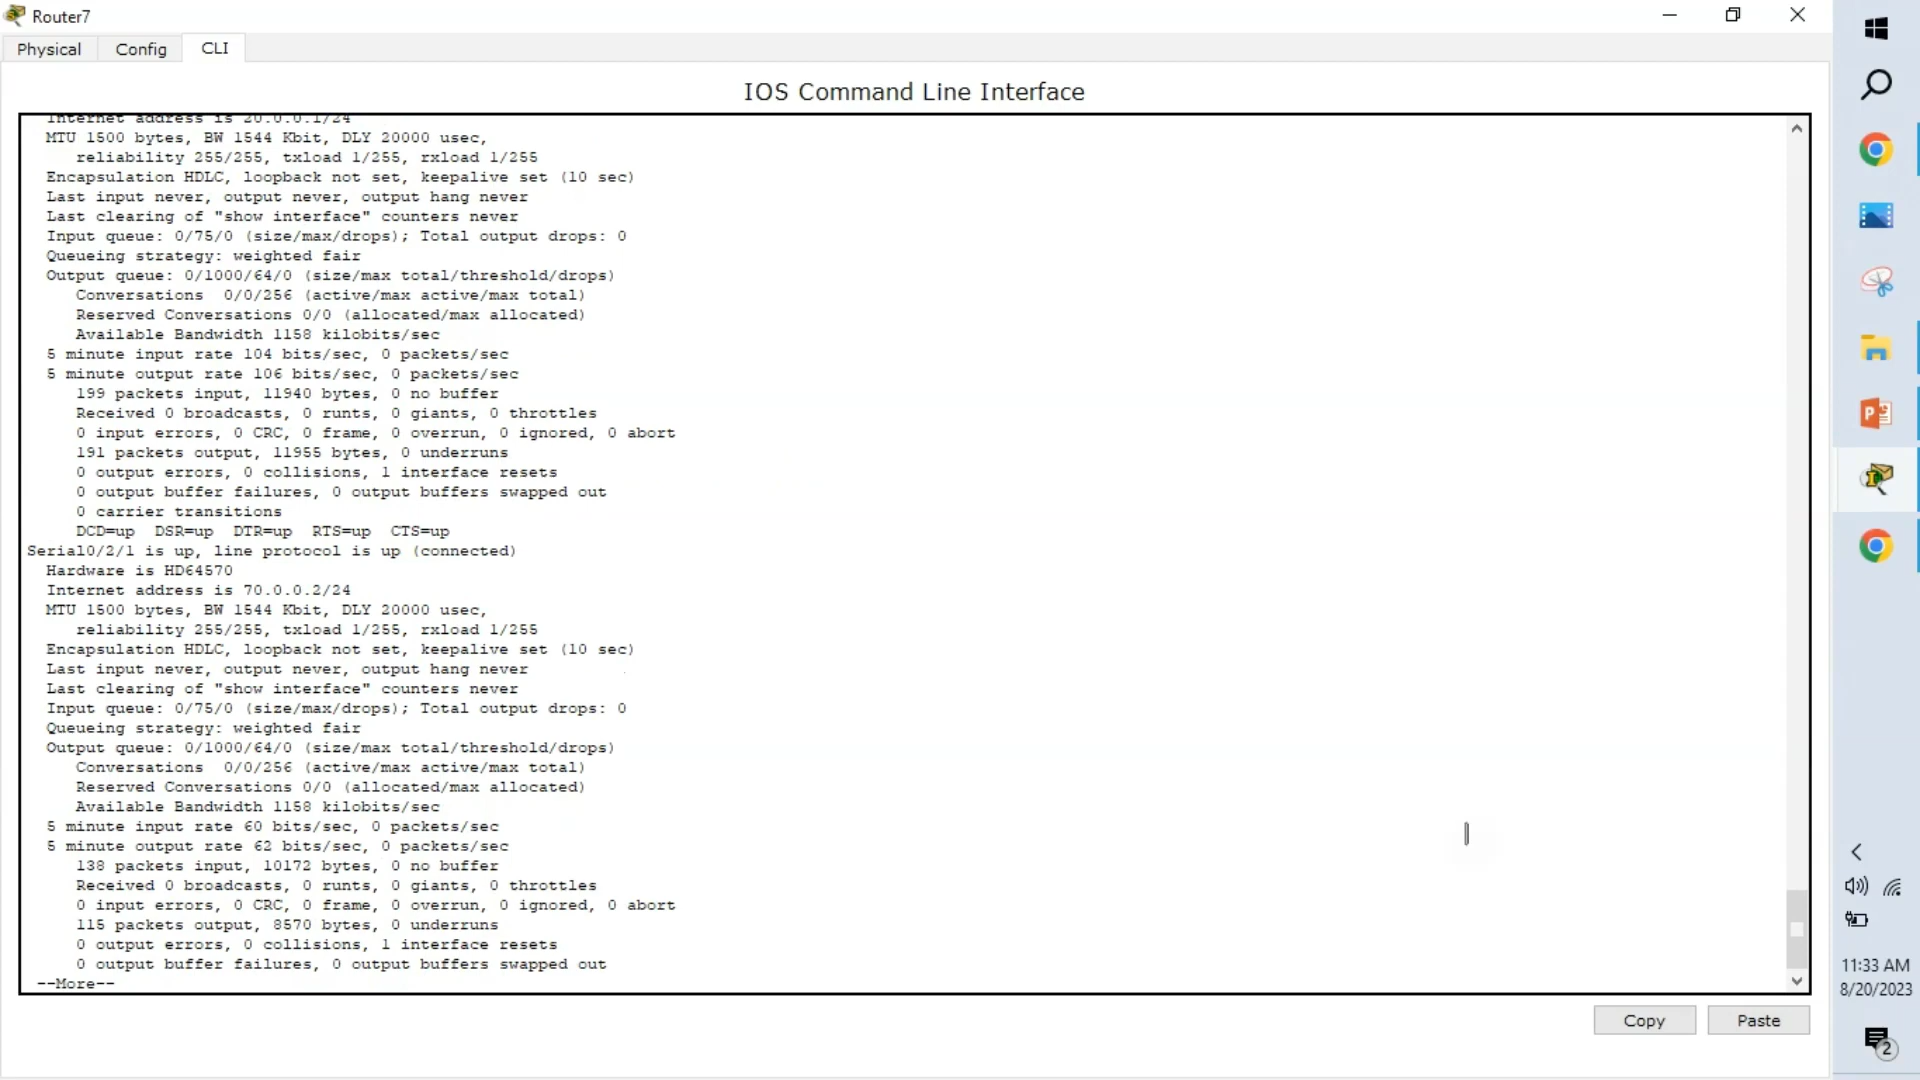 Router7
Physical
Config
CLI
IOS Command Line Interface
Internet address is 20.0.0.1/24
MTU 1500 bytes, BW 1544 Kbit, DLY 20000 usec,
reliability 255/255, txload 1/255, rxload 1/255
Encapsulation HDLC, loopback not set, keepalive set (10 sec)
Last input never, output never, output hang never
Last clearing of "show interface" counters never
Input queue: 0/75/0 (size/max/drops); Total output drops: 0
Queueing strategy: weighted fair
Output queue: 0/1000/64/0 (size/max total/threshold/drops)
Conversations  0/0/256 (active/max active/max total)
Reserved Conversations 0/0 (allocated/max allocated)
Available Bandwidth 1158 kilobits/sec
5 minute input rate 104 bits/sec, 0 packets/sec
5 minute output rate 106 bits/sec, 0 packets/sec
199 packets input, 11940 bytes, 0 no buffer
Received 0 broadcasts, 0 runts, 0 giants, 0 throttles
0 input errors, 0 CRC, 0 frame, 0 overrun, 0 ignored, 0 abort
191 packets output, 11955 bytes, 0 underruns
0 output errors, 0 collisions, 1 interface resets
0 output buffer failures, 0 output buffers swapped out
0 carrier transitions
DCD=up  DSR=up  DTR=up  RTS=up  CTS=up
Serial0/2/1 is up, line protocol is up (connected)
Hardware is HD64570
Internet address is 70.0.0.2/24
MTU 1500 bytes, BW 1544 Kbit, DLY 20000 usec,
reliability 255/255, txload 1/255, rxload 1/255
Encapsulation HDLC, loopback not set, keepalive set (10 sec)
Last input never, output never, output hang never
Last clearing of "show interface" counters never
Input queue: 0/75/0 (size/max/drops); Total output drops: 0
Queueing strategy: weighted fair
Output queue: 0/1000/64/0 (size/max total/threshold/drops)
Conversations  0/0/256 (active/max active/max total)
Reserved Conversations 0/0 (allocated/max allocated)
Available Bandwidth 1158 kilobits/sec
5 minute input rate 60 bits/sec, 0 packets/sec
5 minute output rate 62 bits/sec, 0 packets/sec
138 packets input, 10172 bytes, 0 no buffer
Received 0 broadcasts, 0 runts, 0 giants, 0 throttles
0 input errors, 0 CRC, 0 frame, 0 overrun, 0 ignored, 0 abort
115 packets output, 8570 bytes, 0 underruns
0 output errors, 0 collisions, 1 interface resets
0 output buffer failures, 0 output buffers swapped out
--More--
Copy
Paste
11:33 AM
8/20/2023
2